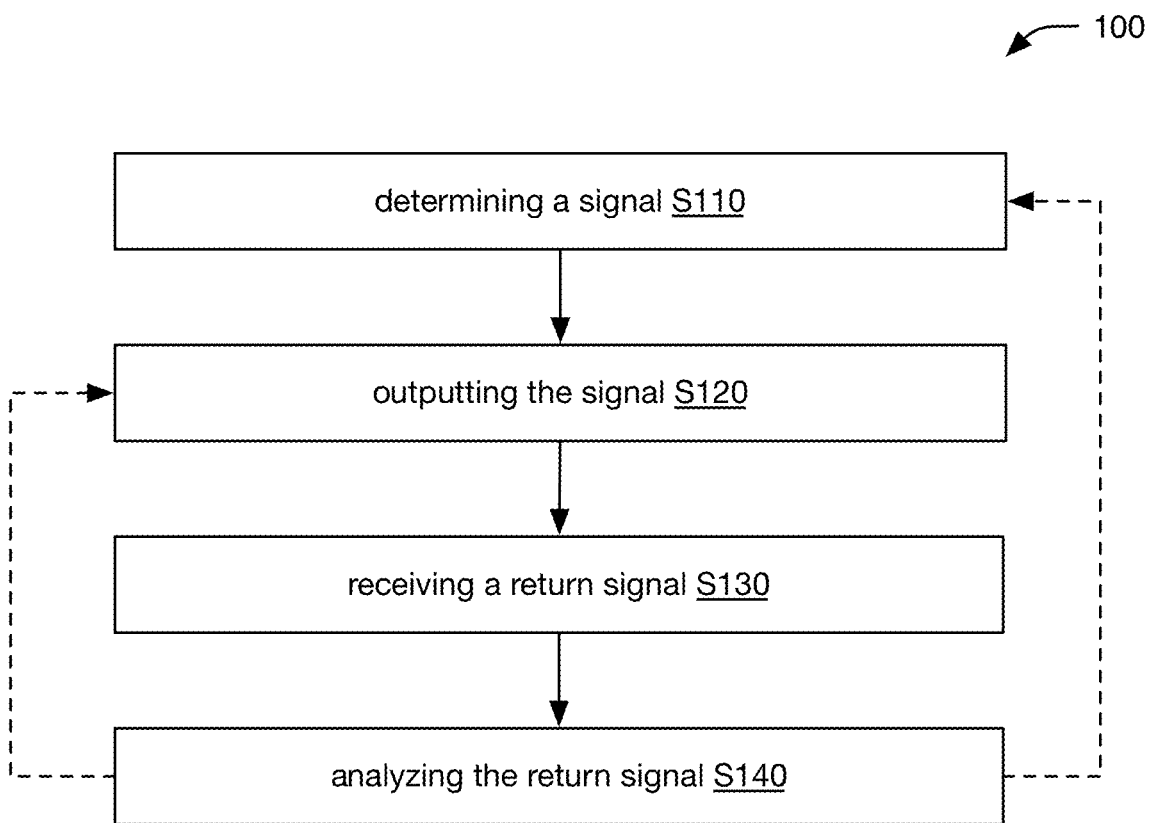 100
determining a signal S110
outputting the signal S120
receiving a return signal S130
analyzing the return signal S140